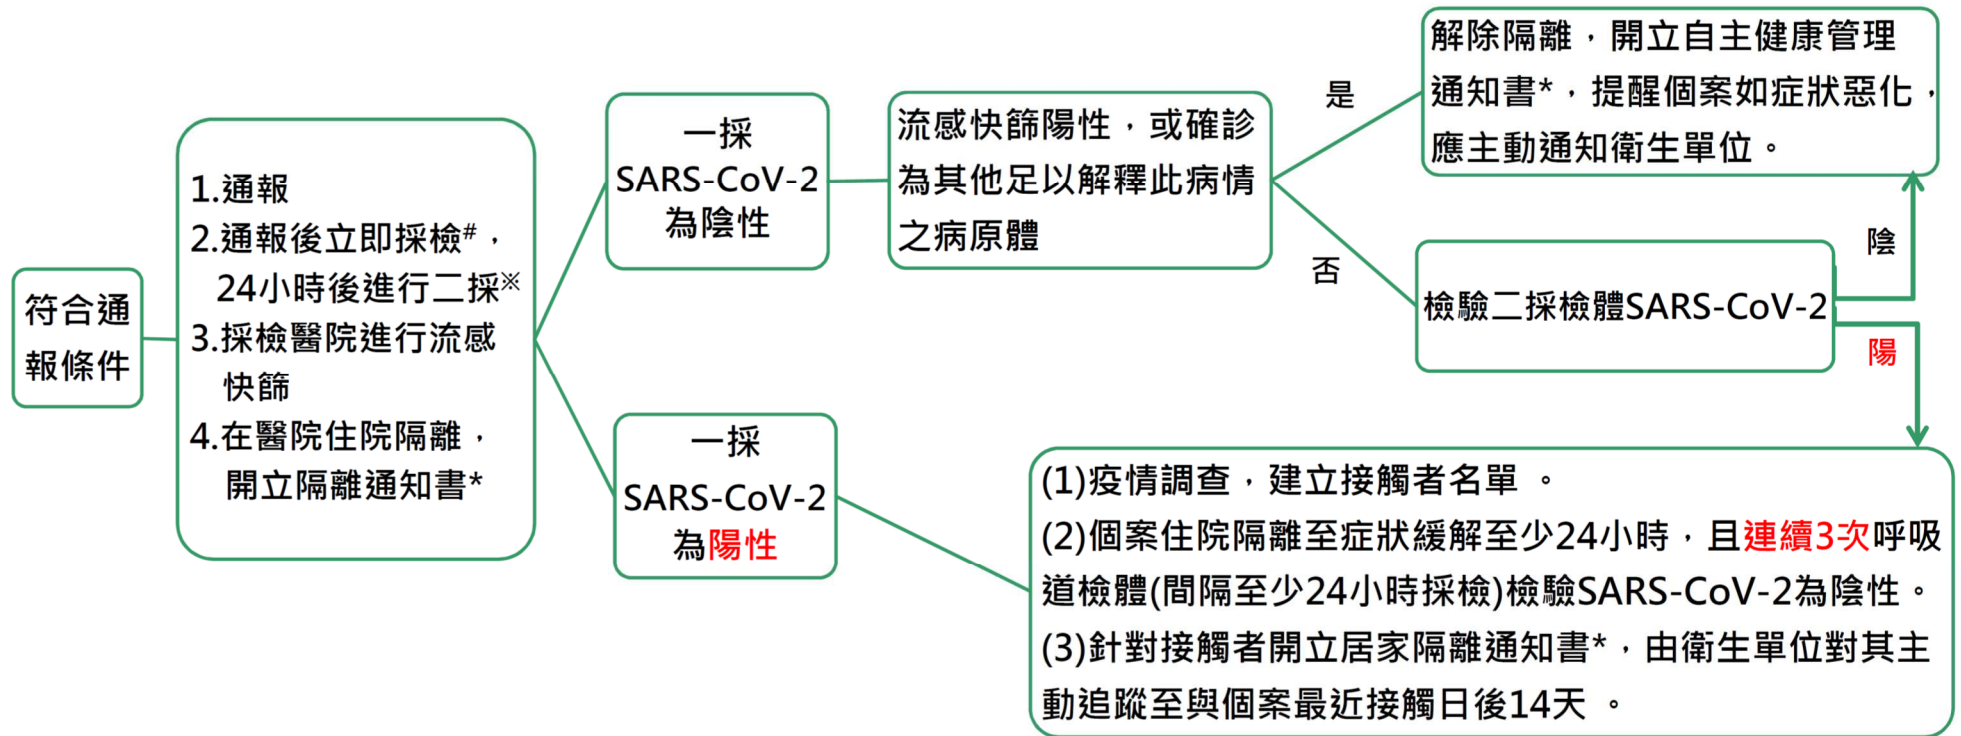 符合通
報條件
1.通報
2.通報後立即採檢#，
24小時後進行二採※
3.採檢醫院進行流感
快篩
4.在醫院住院隔離，
開立隔離通知書*
一採
SARS-CoV-2
為陰性
流感快篩陽性，或確診
為其他足以解釋此病情
之病原體
是
解除隔離，開立自主健康管理
通知書*，提醒個案如症狀惡化，
應主動通知衛生單位。
否
檢驗二採檢體SARS-CoV-2
陰
陽
一採
SARS-CoV-2
為陽性
(1)疫情調查，建立接觸者名單 。
(2)個案住院隔離至症狀緩解至少24小時，且連續3次呼吸
道檢體(間隔至少24小時採檢)檢驗SARS-CoV-2為陰性。
(3)針對接觸者開立居家隔離通知書*，由衛生單位對其主
動追蹤至與個案最近接觸日後14天 。